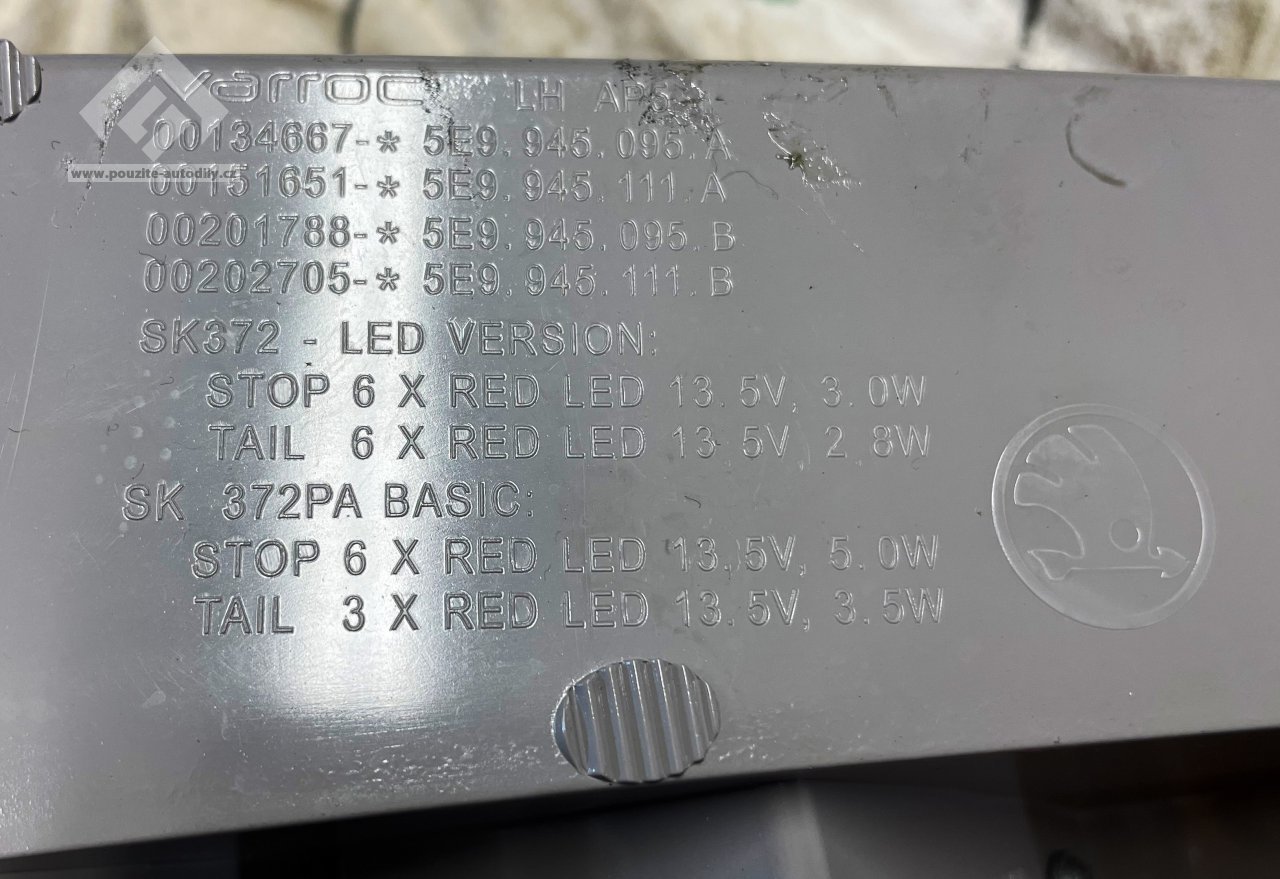 varroc LH
00134667-* 5E9.945.095.A
www.pouzite-autodily.cz
00151651-* 5E9.945.111.A
00201788-* 5E9.945.095.B
00202705-* 5E9.945.111.B
SK372 - LED VERSION:
STOP 6 X RED LED 13.5V, 3.0W
TAIL 6 X RED LED 13.5V, 2.8W
SK 372PA BASIC:
STOP 6 X RED LED 13.5V, 5.0W
TAIL 3 X RED LED 13.5V, 3.5W